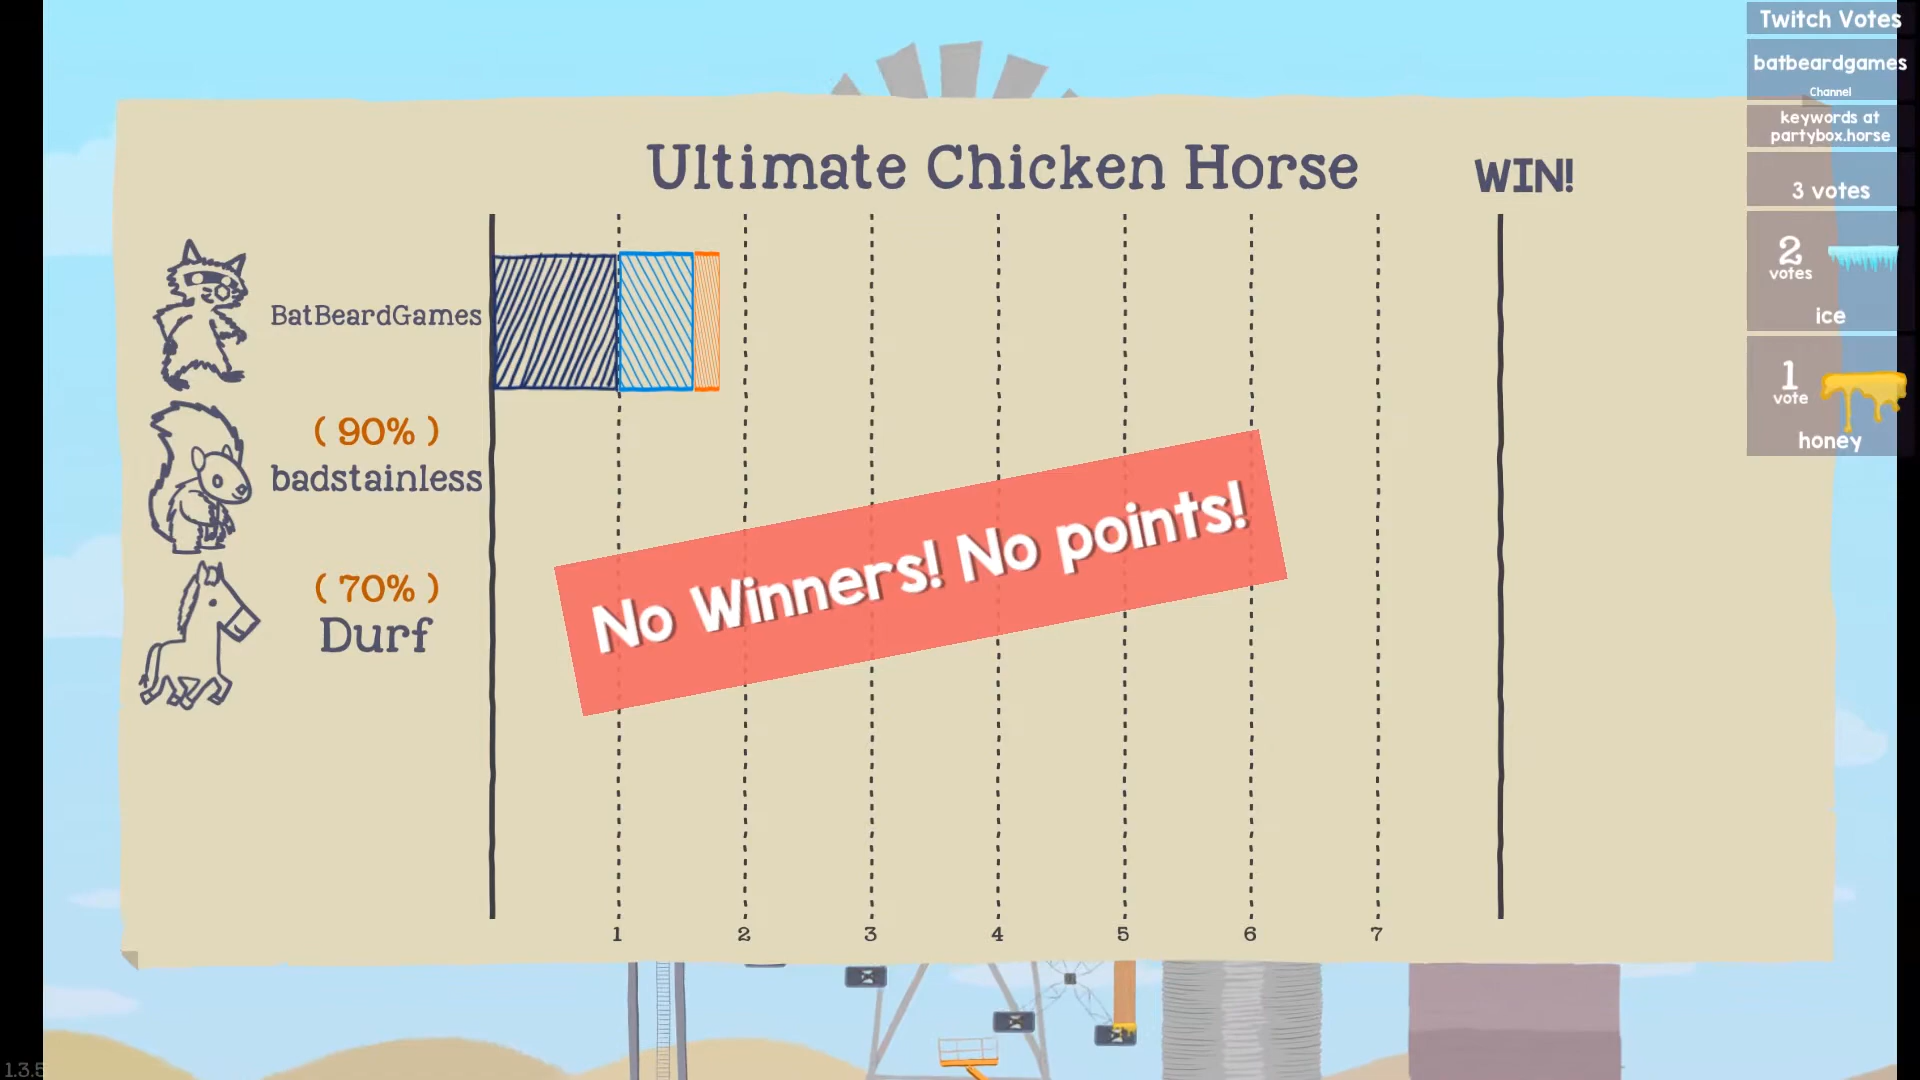 Ultimate Chicken Horse
WIN!
BatBeardGames
( 90% )
badstainless
( 70% )
Durf
No Winners! No points!
1 2 3 4 5 6 7
Twitch Votes
batbeardgames
Channel
keywords at
partybox.horse
3 votes
2
votes
ice
1
vote
honey
1.3.5